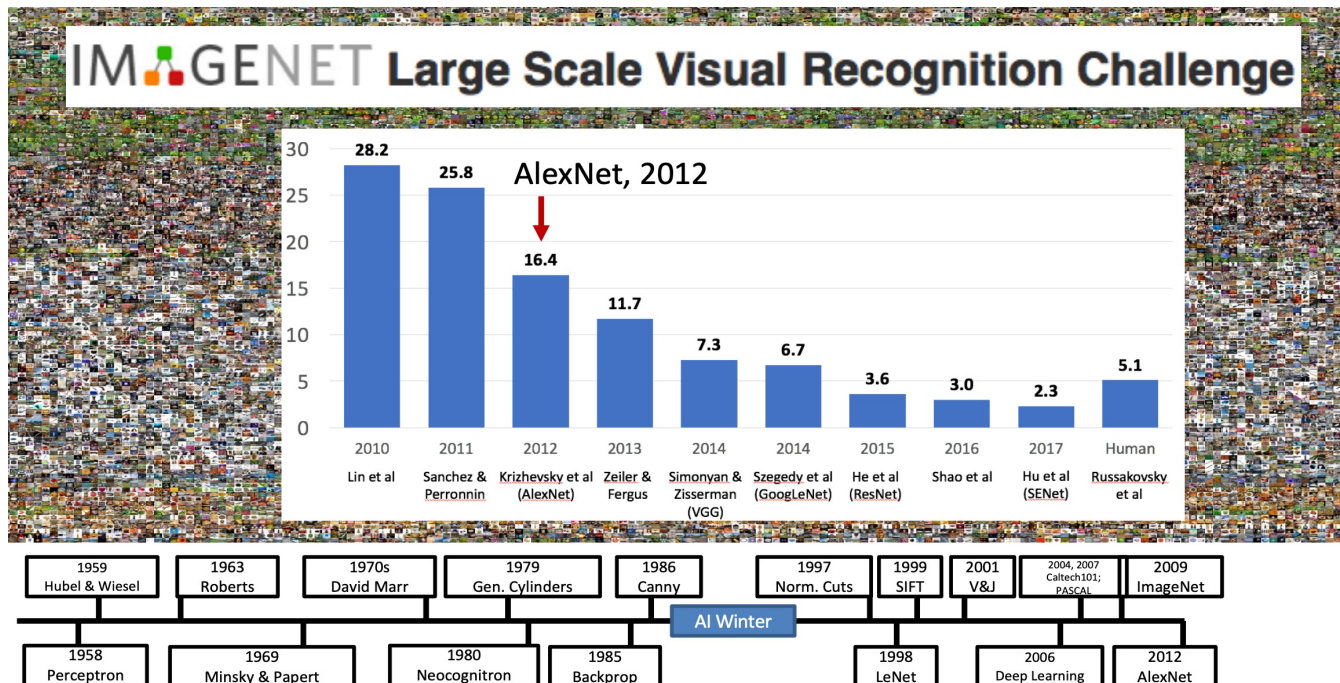 IMAGENET Large Scale Visual Recognition Challenge
30
25
20
15
10
5
0
AlexNet, 2012
28.2
25.8
16.4
11.7
7.3
6.7
3.6
3.0
2.3
5.1
2010 2011 2012 2013 2014 2014 2015 2016 2017 Human
Lin et al
Sanchez &
Perronnin
Krizhevsky et al
(AlexNet)
Zeiler &
Fergus
Simonyan &
Zisserman
(VGG)
Szegedy et al
(GoogLeNet)
He et al
(ResNet)
Shao et al
Hu et al
(SENet)
Russakovsky
et al
1959
Hubel & Wiesel
1963
Roberts
1970s
David Marr
1979
Gen. Cylinders
1986
Canny
1997
Norm. Cuts
1999
SIFT
2001
V&J
2004, 2007
Caltech101;
PASCAL
2009
ImageNet
AI Winter
1958
Perceptron
1969
Minsky & Papert
1980
Neocognitron
1985
Backprop
1998
LeNet
2006
Deep Learning
2012
AlexNet